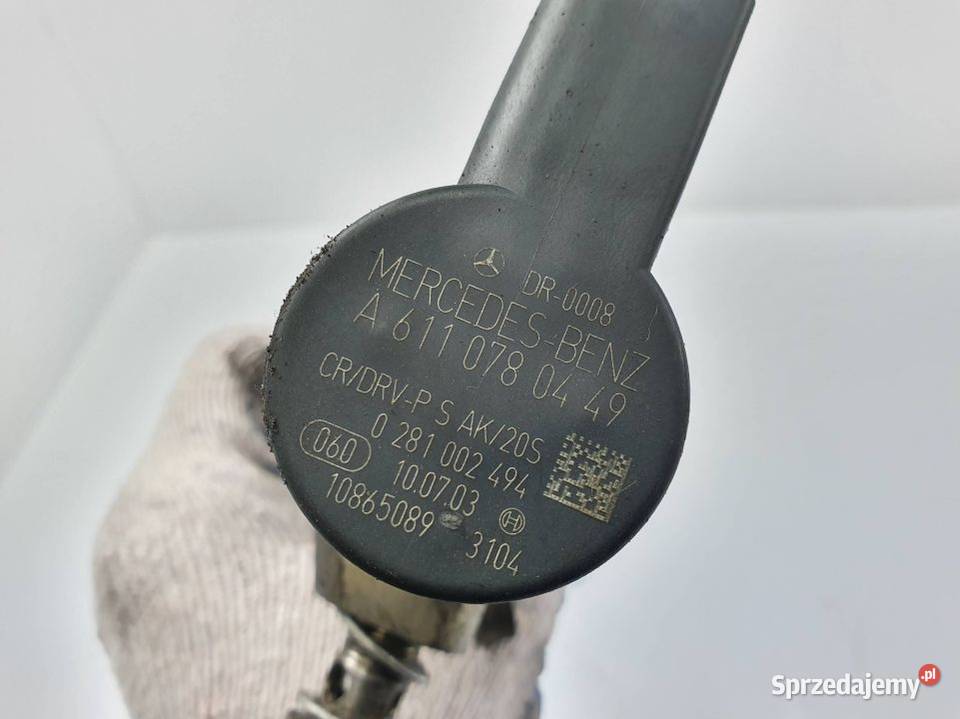 DR-0008
MERCEDES-BENZ
A 611 078 04 49
CR/DRV-P S AK/20S
0 281 002 494
060 10.07.03
10865089 3104
Sprzedajemy.pl